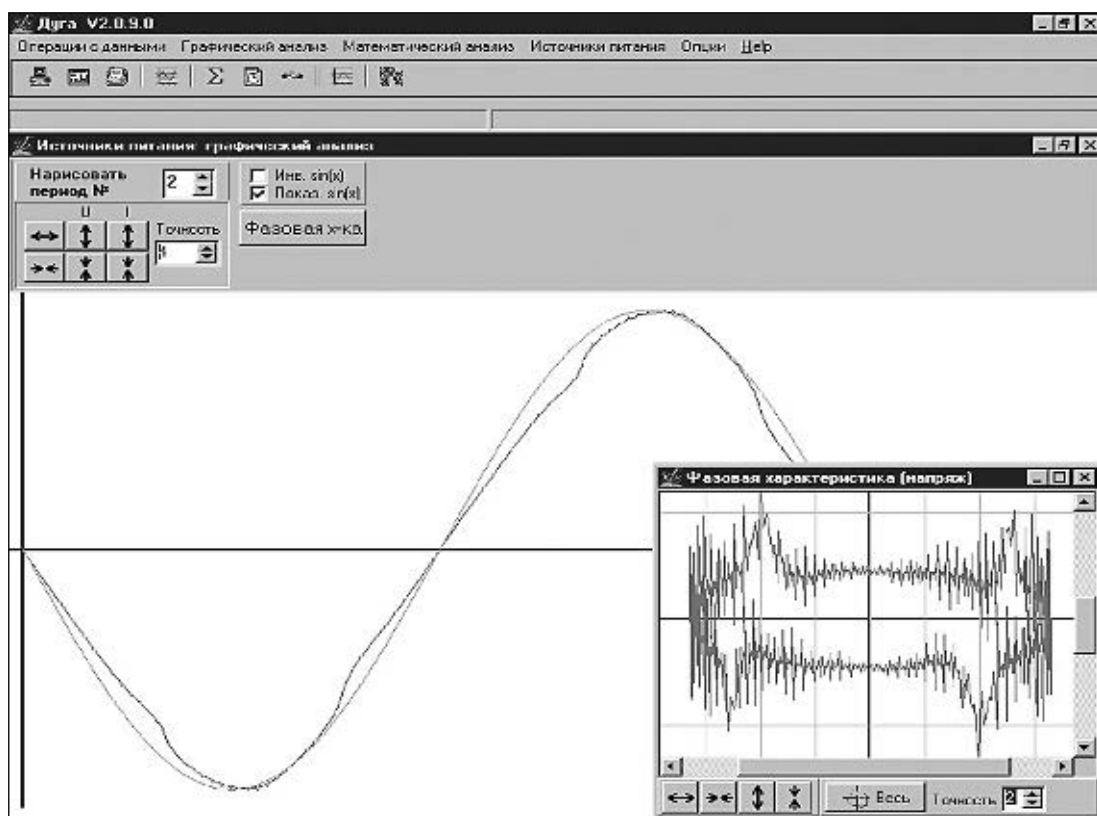 Дуга V2.0.9.0
Операции с данными Графический анализ Математический анализ Источники питания Опции Help
Источники питания: графический анализ
Нарисовать период № 2
Инв. sin(x)
Показ. sin(x)
U I
Точность
Фазовая х-ка
Фазовая характеристика (напряж)
Весь Точность 2